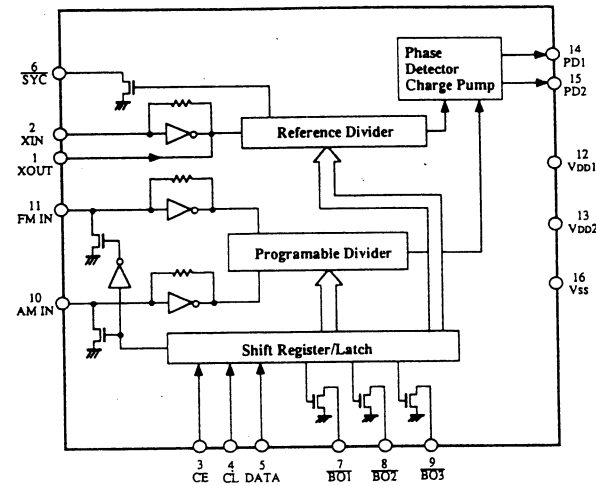 6
SYC
2
XIN
1
XOUT
11
FM IN
10
AM IN
Phase
Detector
Charge Pump
14
PD1
15
PD2
Reference Divider
12
VDD1
13
VDD2
Programable Divider
16
VSS
Shift Register/Latch
3
CE
4
CL
5
DATA
7
BO1
8
BO2
9
BO3